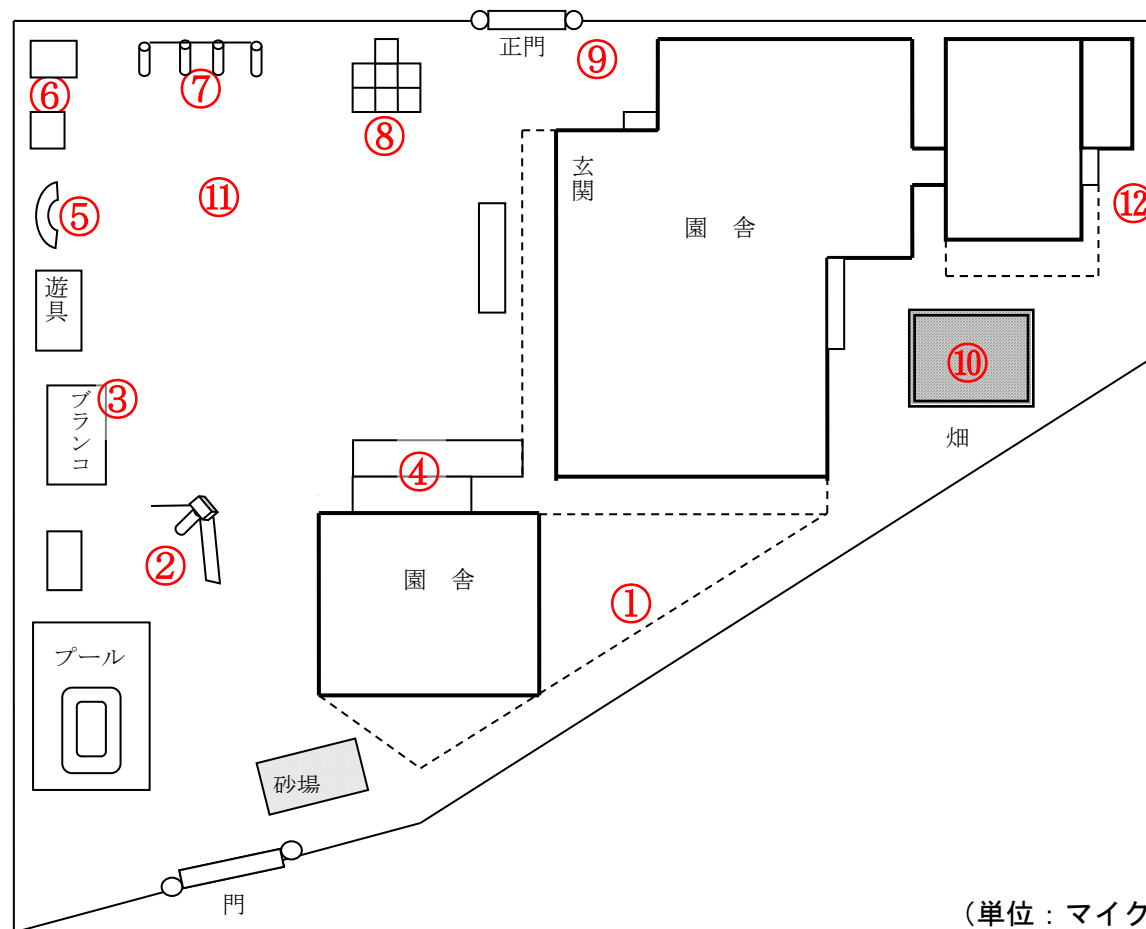 正門
⑨
⑥
⑦
⑧
玄関
園 舎
⑪
⑫
⑤
遊具
③
ブランコ
⑩
畑
④
②
園 舎
①
プール
砂場
門
(単位：マイク